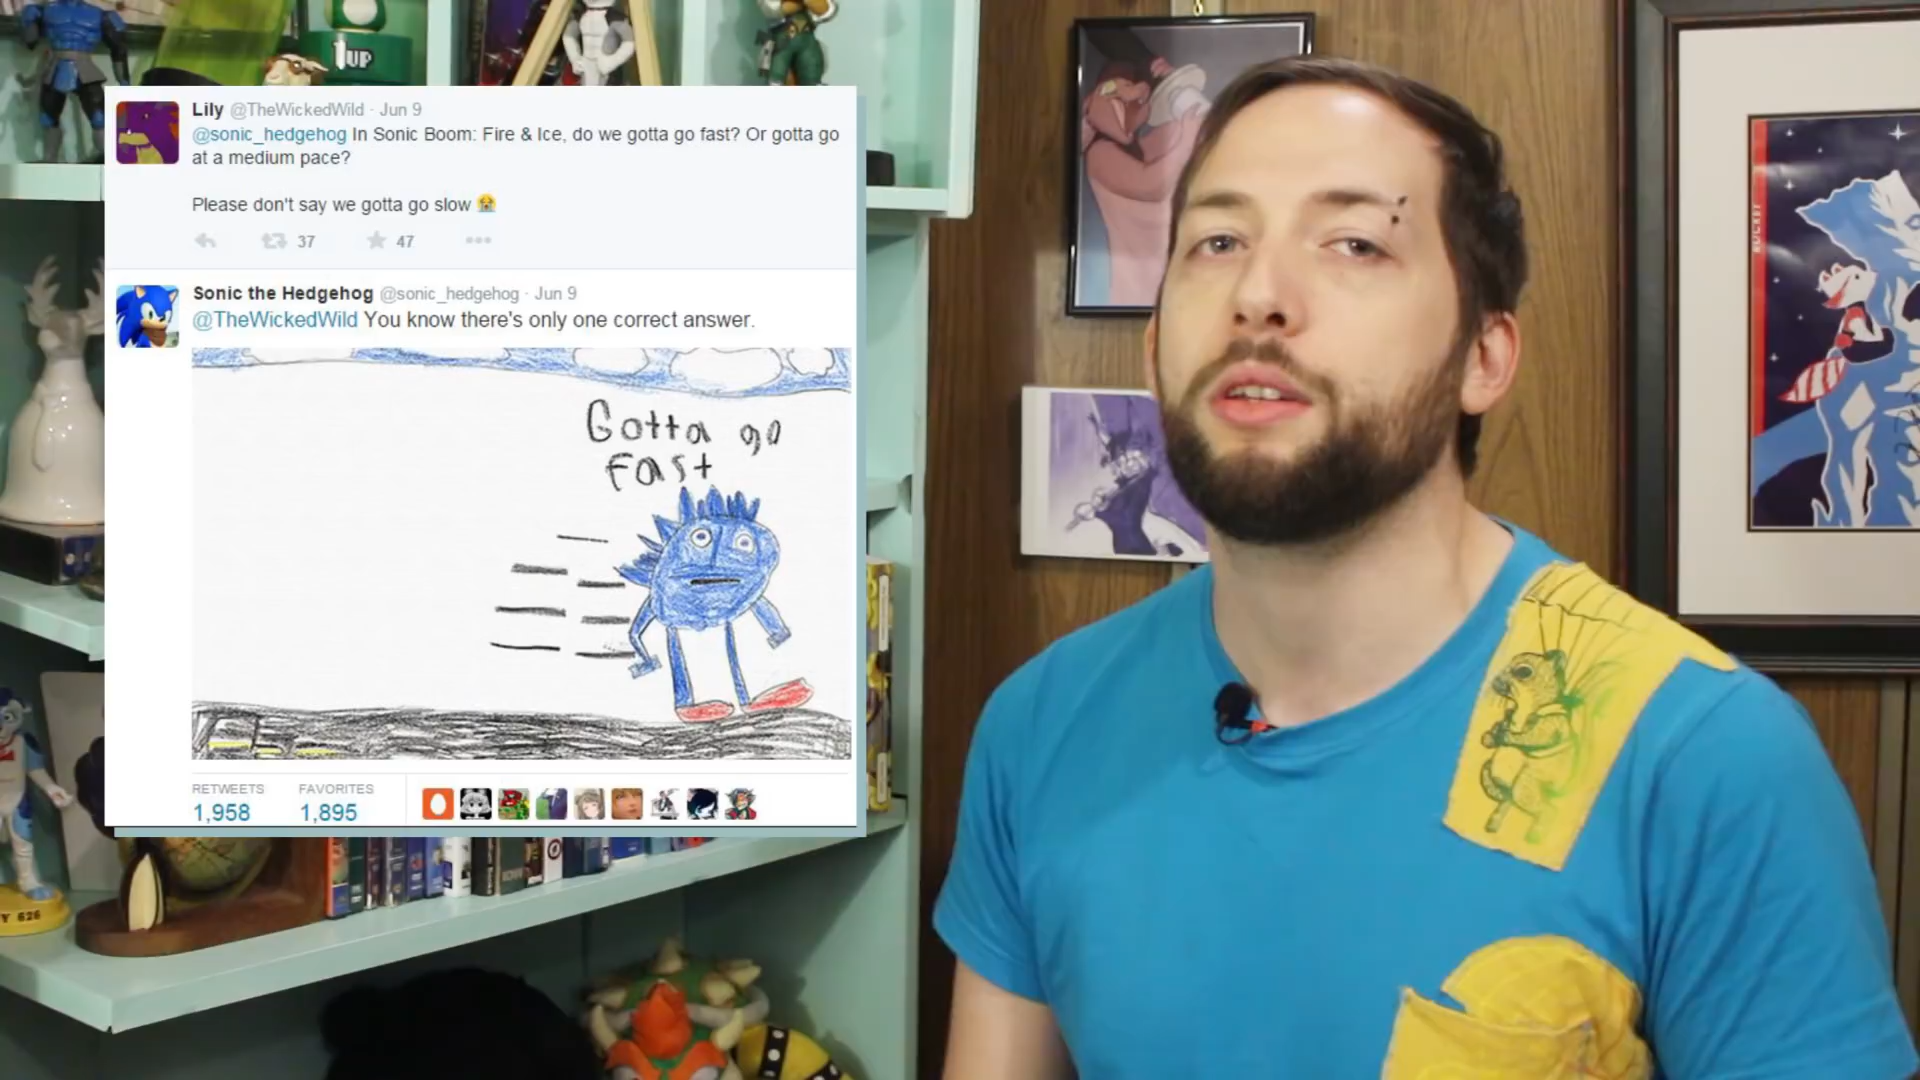 1UP
Lily @TheWickedWild · Jun 9
@sonic_hedgehog In Sonic Boom: Fire & Ice, do we gotta go fast? Or gotta go
at a medium pace?
Please don't say we gotta go slow 😭
37 47
Sonic the Hedgehog @sonic_hedgehog · Jun 9
@TheWickedWild You know there's only one correct answer.
Gotta go
fast
RETWEETS FAVORITES
1,958 1,895
Y 626
ROCKET